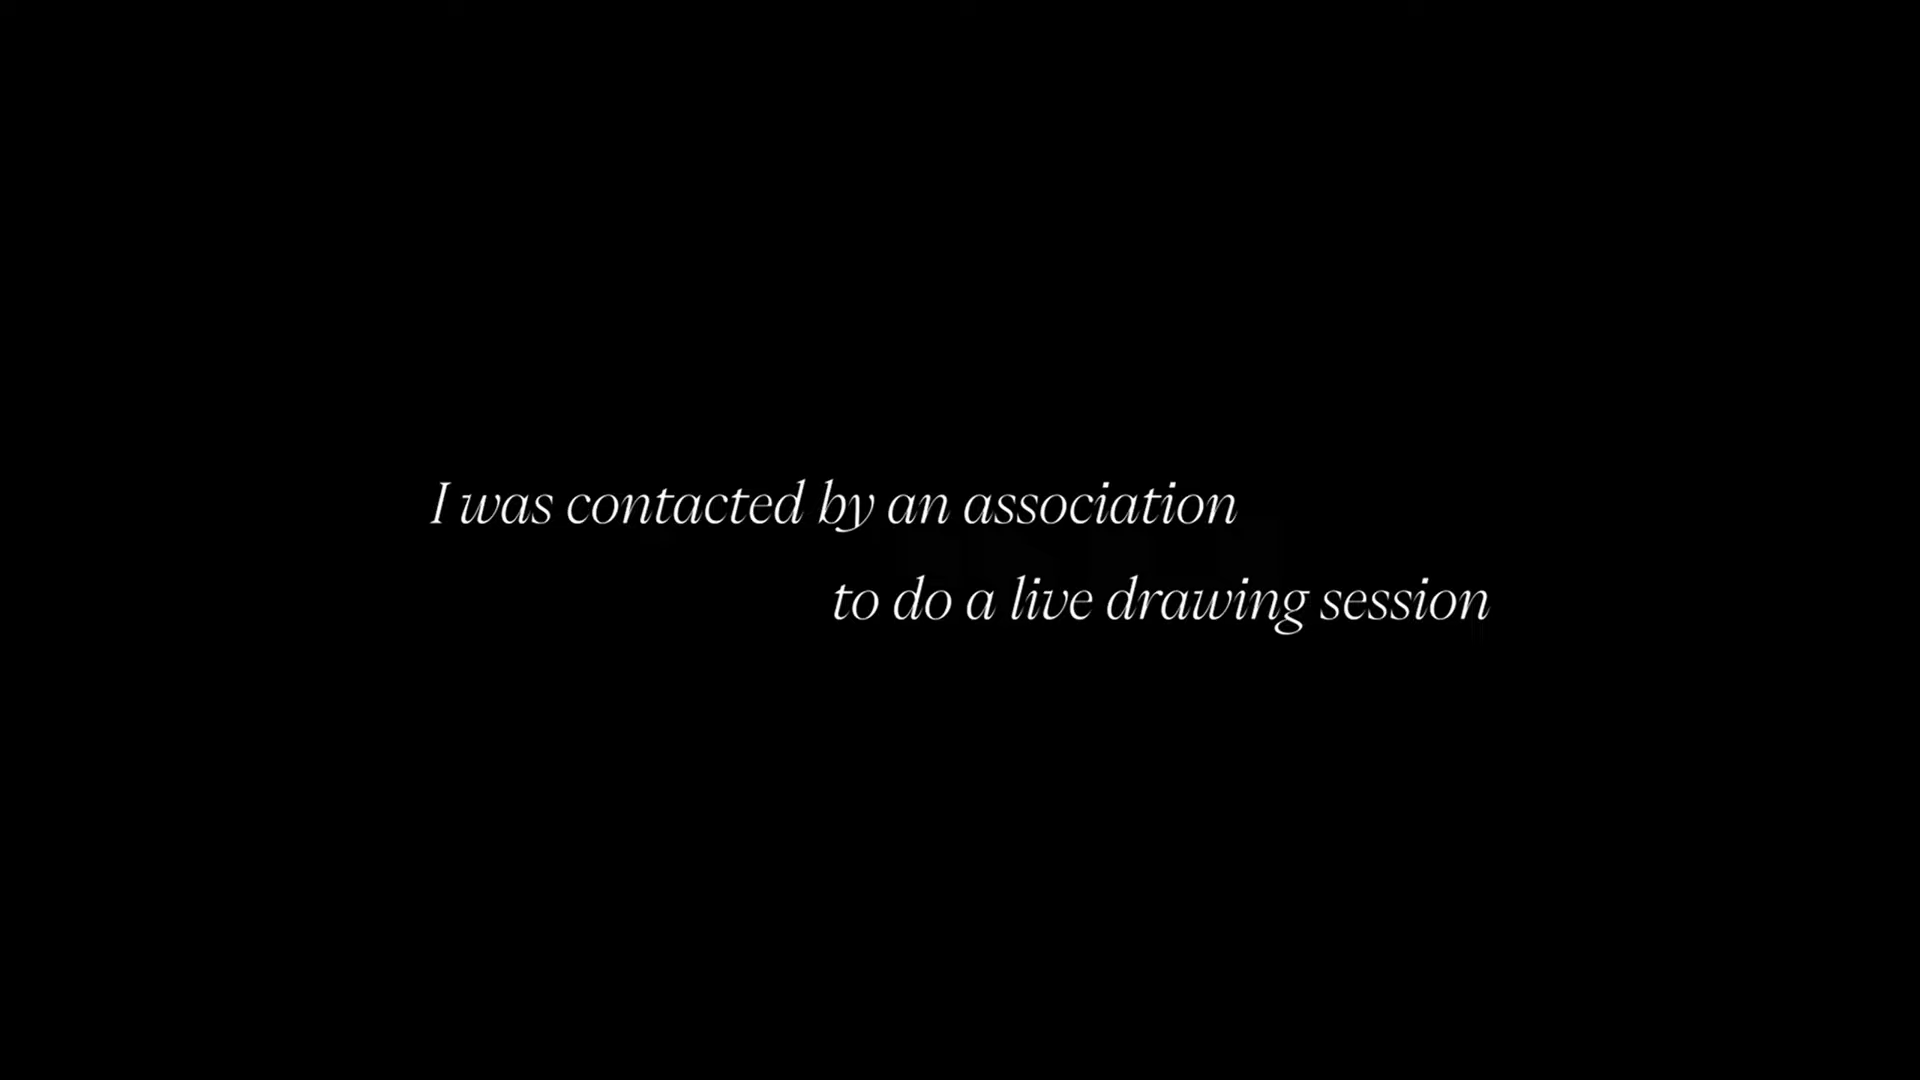 I was contacted by an association
to do a live drawing session